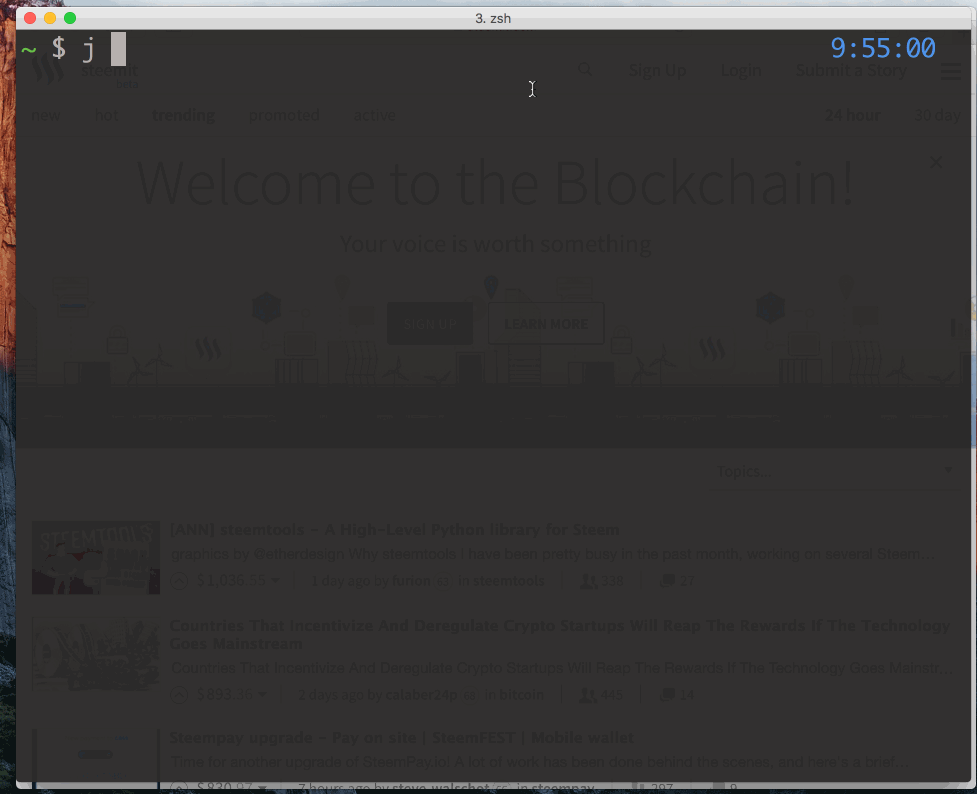 3. zsh
~ $ j 9:55:00
steemit
beta
Sign Up Login Submit a Story
new hot trending promoted active 24 hour 30 day
Welcome to the Blockchain!
Your voice is worth something
SIGN UP LEARN MORE
Topics...
STEEMTOOLS
[ANN] steemtools - A High-Level Python library for Steem
graphics by @etherdesign Why steemtools I have been pretty busy in the past month, working on several Steem...
$1,036.55 1 day ago by furion in steemtools 338 27
Countries That Incentivize And Deregulate Crypto Startups Will Reap The Rewards If The Technology
Goes Mainstream
Countries That Incentivize And Deregulate Crypto Startups Will Reap The Rewards If The Technology Goes Mainstr...
$893.36 2 days ago by calaber24p in bitcoin 445 14
Steempay upgrade - Pay on site | SteemFEST | Mobile wallet
Time for another upgrade of SteemPay.io! A lot of work has been done behind the scenes, and here's a brief...
$830.97 7 hours ago by steve-walschot in steempay 297 9